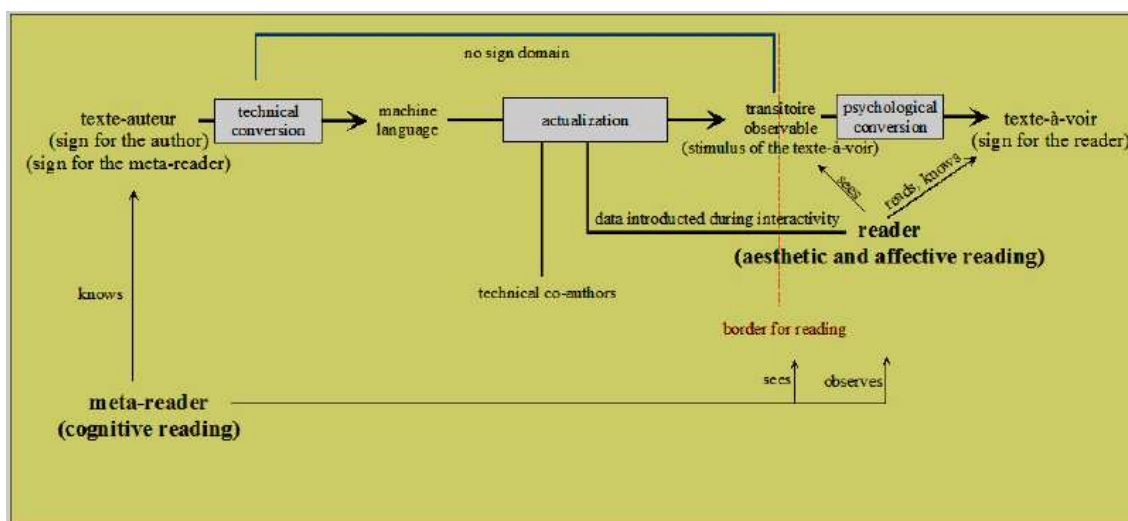 no sign domain
texte-auteur
(sign for the author)
(sign for the meta-reader)
technical
conversion
machine
language
actualization
transitoire
observable
(stimulus of the texte-à-voir)
psychological
conversion
texte-à-voir
(sign for the reader)
sees
reads, knows
data introducted during interactivity
reader
(aesthetic and affective reading)
technical co-authors
knows
border for reading
sees
observes
meta-reader
(cognitive reading)